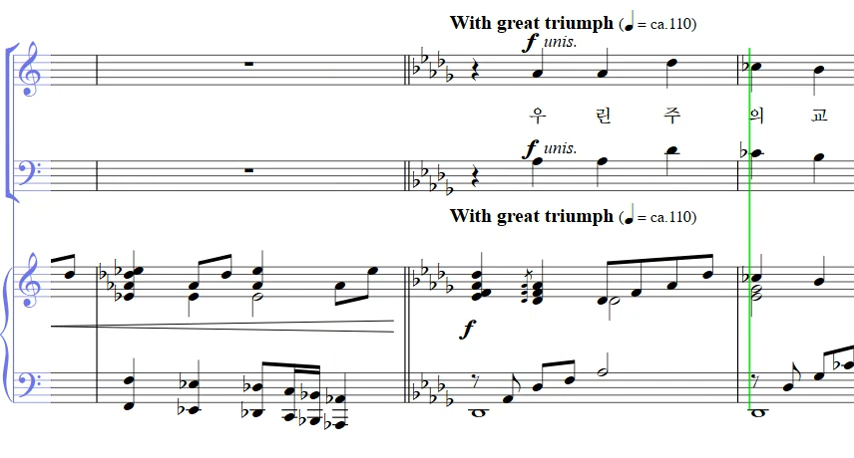 With great triumph (♩ = ca.110)
f unis.
우 린 주 의 교
f unis.
With great triumph (♩ = ca.110)
f